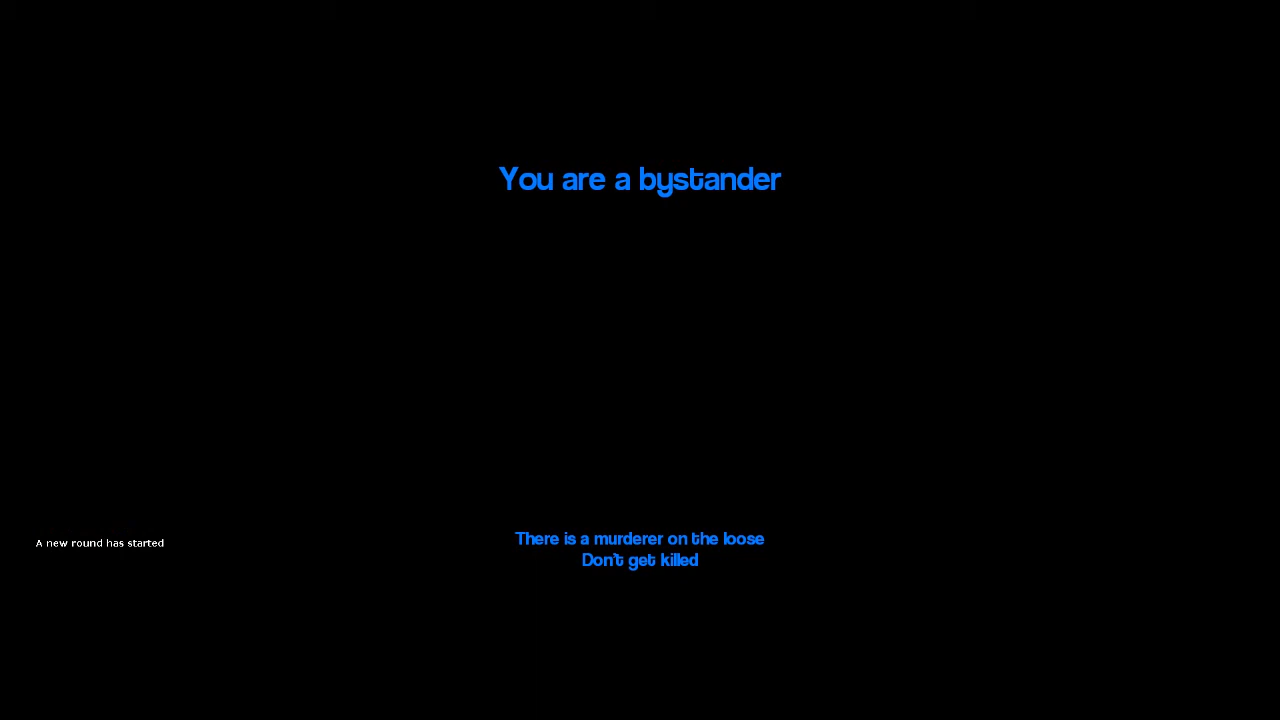 You are a bystander
There is a murderer on the loose
A new round has started
Don't get killed